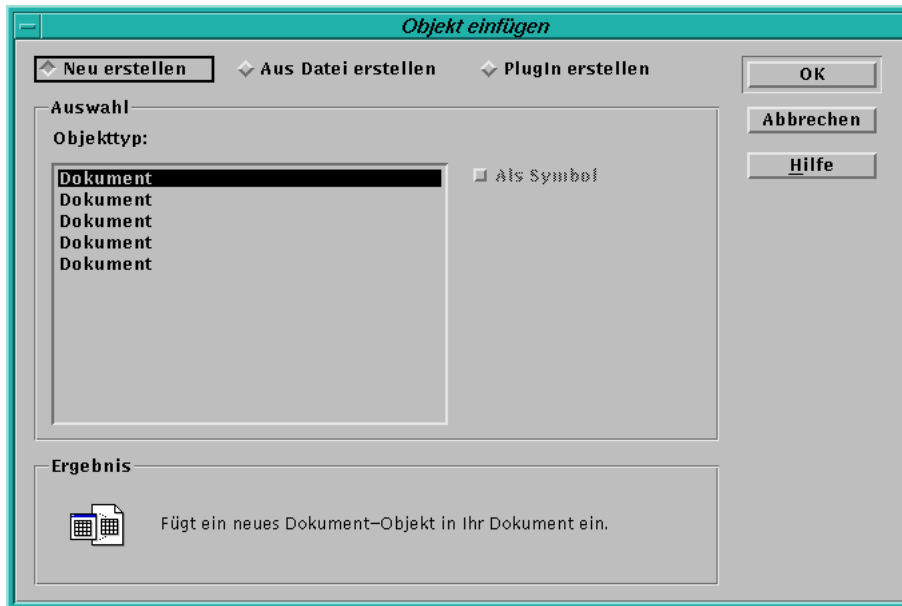 Objekt einfügen
Neu erstellen Aus Datei erstellen PlugIn erstellen
OK
Abbrechen
Hilfe
Auswahl
Objekttyp:
Dokument
Dokument
Dokument
Dokument
Dokument
Als Symbol
Ergebnis
Fügt ein neues Dokument–Objekt in Ihr Dokument ein.